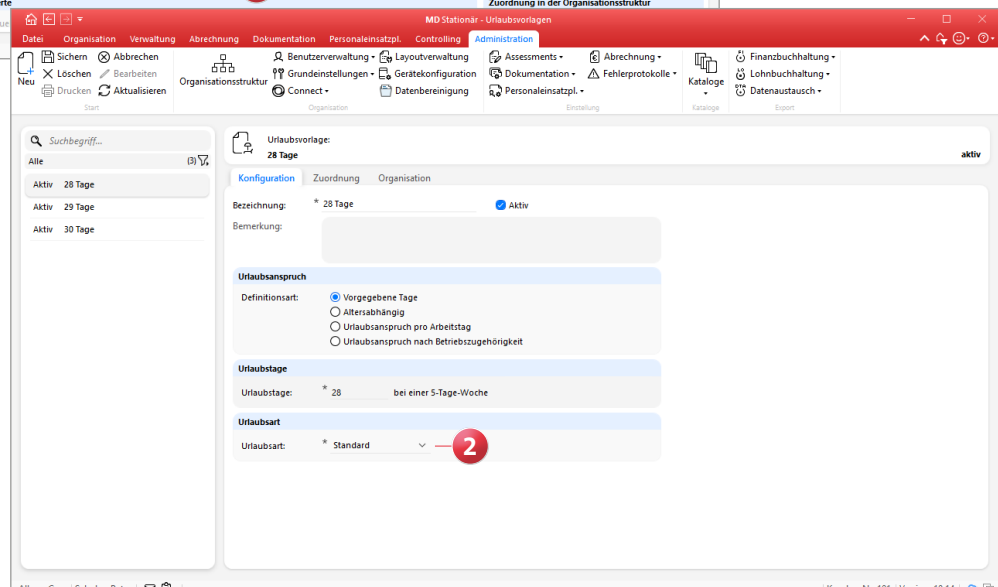 Zuordnung in der Organisationsstruktur
MD Stationär - Urlaubsvorlagen
Datei Organisation Verwaltung Abrechnung Dokumentation Personaleinsatzpl. Controlling Administration
Neu
Sichern Abbrechen
Löschen Bearbeiten
Drucken Aktualisieren
Start
Organisationsstruktur
Benutzerverwaltung Layoutverwaltung
Grundeinstellungen Gerätekonfiguration
Connect Datenbereinigung
Organisation
Assessments Abrechnung
Dokumentation Fehlerprotokolle
Personaleinsatzpl.
Einstellung
Kataloge
Kataloge
Finanzbuchhaltung
Lohnbuchhaltung
Datenaustausch
Export
Suchbegriff...
Alle (3)
Aktiv 28 Tage
Aktiv 29 Tage
Aktiv 30 Tage
Urlaubsvorlage:
28 Tage aktiv
Konfiguration Zuordnung Organisation
Bezeichnung: * 28 Tage Aktiv
Bemerkung:
Urlaubsanspruch
Definitionsart: Vorgegebene Tage
Altersabhängig
Urlaubsanspruch pro Arbeitstag
Urlaubsanspruch nach Betriebszugehörigkeit
Urlaubstage
Urlaubstage: * 28 bei einer 5-Tage-Woche
Urlaubsart
Urlaubsart: * Standard 2